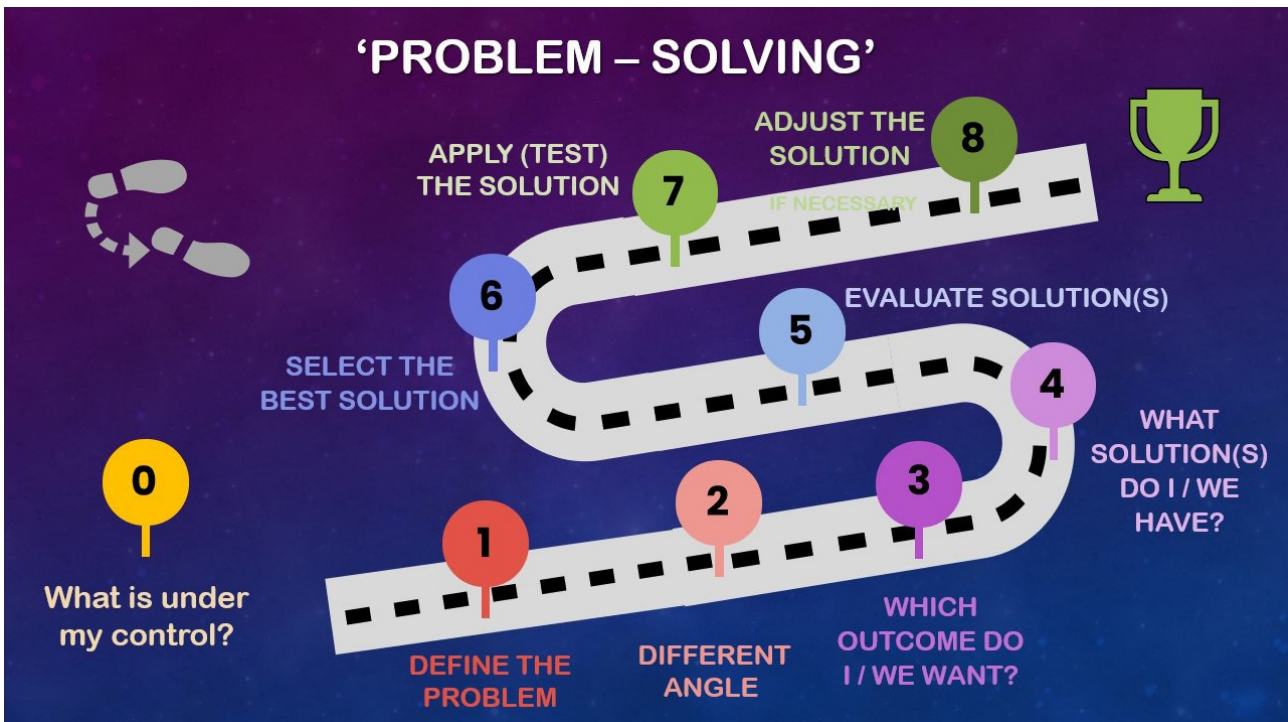 ‘PROBLEM – SOLVING’
0
What is under
my control?
1
DEFINE THE
PROBLEM
2
DIFFERENT
ANGLE
3
WHICH
OUTCOME DO
I / WE WANT?
4
WHAT
SOLUTION(S)
DO I / WE
HAVE?
5
EVALUATE SOLUTION(S)
6
SELECT THE
BEST SOLUTION
7
APPLY (TEST)
THE SOLUTION
8
ADJUST THE
SOLUTION
IF NECESSARY